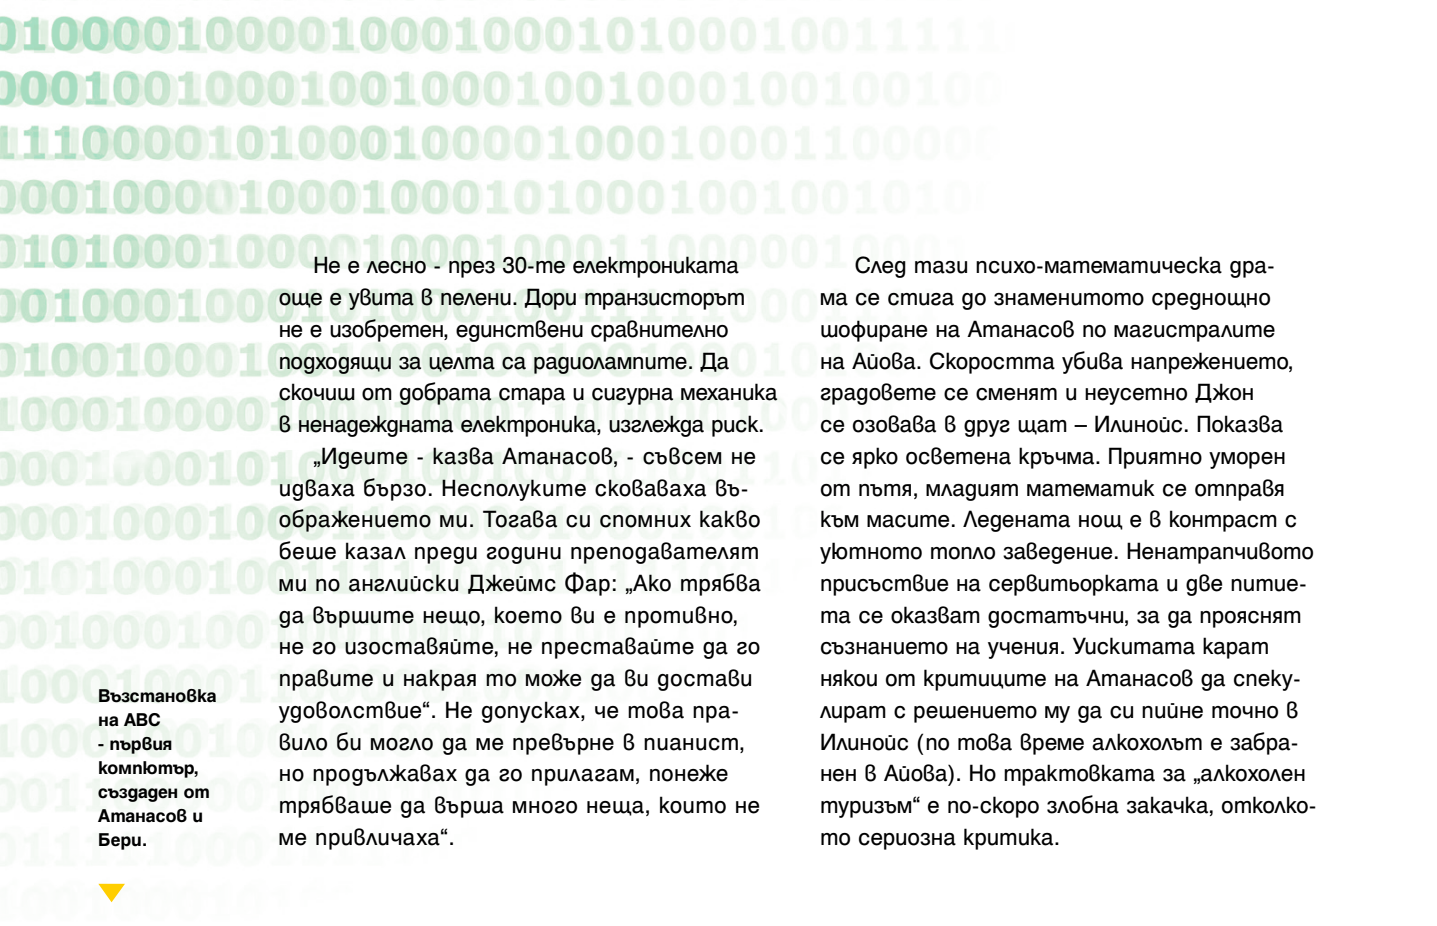 Не е лесно - през 30-те електрониката
още е увита в пелени. Дори транзисторът
не е изобретен, единствени сравнително
подходящи за целта са радиолампите. Да
скочиш от добрата стара и сигурна механика
в ненадеждната електроника, изглежда риск.
„Идеите - казва Атанасов, - съвсем не
идваха бързо. Несполуките сковаваха въ-
ображението ми. Тогава си спомних какво
беше казал преди години преподавателят
ми по английски Джеймс Фар: „Ако трябва
да вършите нещо, което ви е противно,
не го изоставяйте, не преставайте да го
правите и накрая то може да ви достави
удоволствие“. Не допусках, че това пра-
вило би могло да ме превърне в пианист,
но продължавах да го прилагам, понеже
трябваше да върша много неща, които не
ме привличаха“.
След тази психо-математическа дра-
ма се стига до знаменитото среднощно
шофиране на Атанасов по магистралите
на Айова. Скоростта убива напрежението,
градовете се сменят и неусетно Джон
се озовава в друг щат – Илинойс. Показва
се ярко осветена кръчма. Приятно уморен
от пътя, младият математик се отправя
към масите. Ледената нощ е в контраст с
уютното топло заведение. Ненатрапчивото
присъствие на сервитьорката и две питие-
та се оказват достатъчни, за да прояснят
съзнанието на учения. Уискитата карат
някои от критиците на Атанасов да спеку-
лират с решението му да си пийне точно в
Илинойс (по това време алкохолът е забра-
нен в Айова). Но трактовката за „алкохолен
туризъм“ е по-скоро злобна закачка, отколко-
то сериозна критика.
Възстановка
на АВС
- първия
компютър,
създаден от
Атанасов и
Бери.